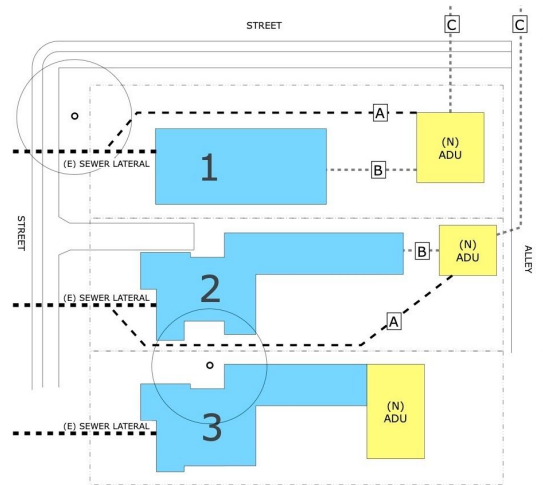 STREET
C
C
A
(E) SEWER LATERAL
1
B
(N)
ADU
STREET
B
(N)
ADU
ALLEY
(E) SEWER LATERAL
2
A
(E) SEWER LATERAL
3
(N)
ADU